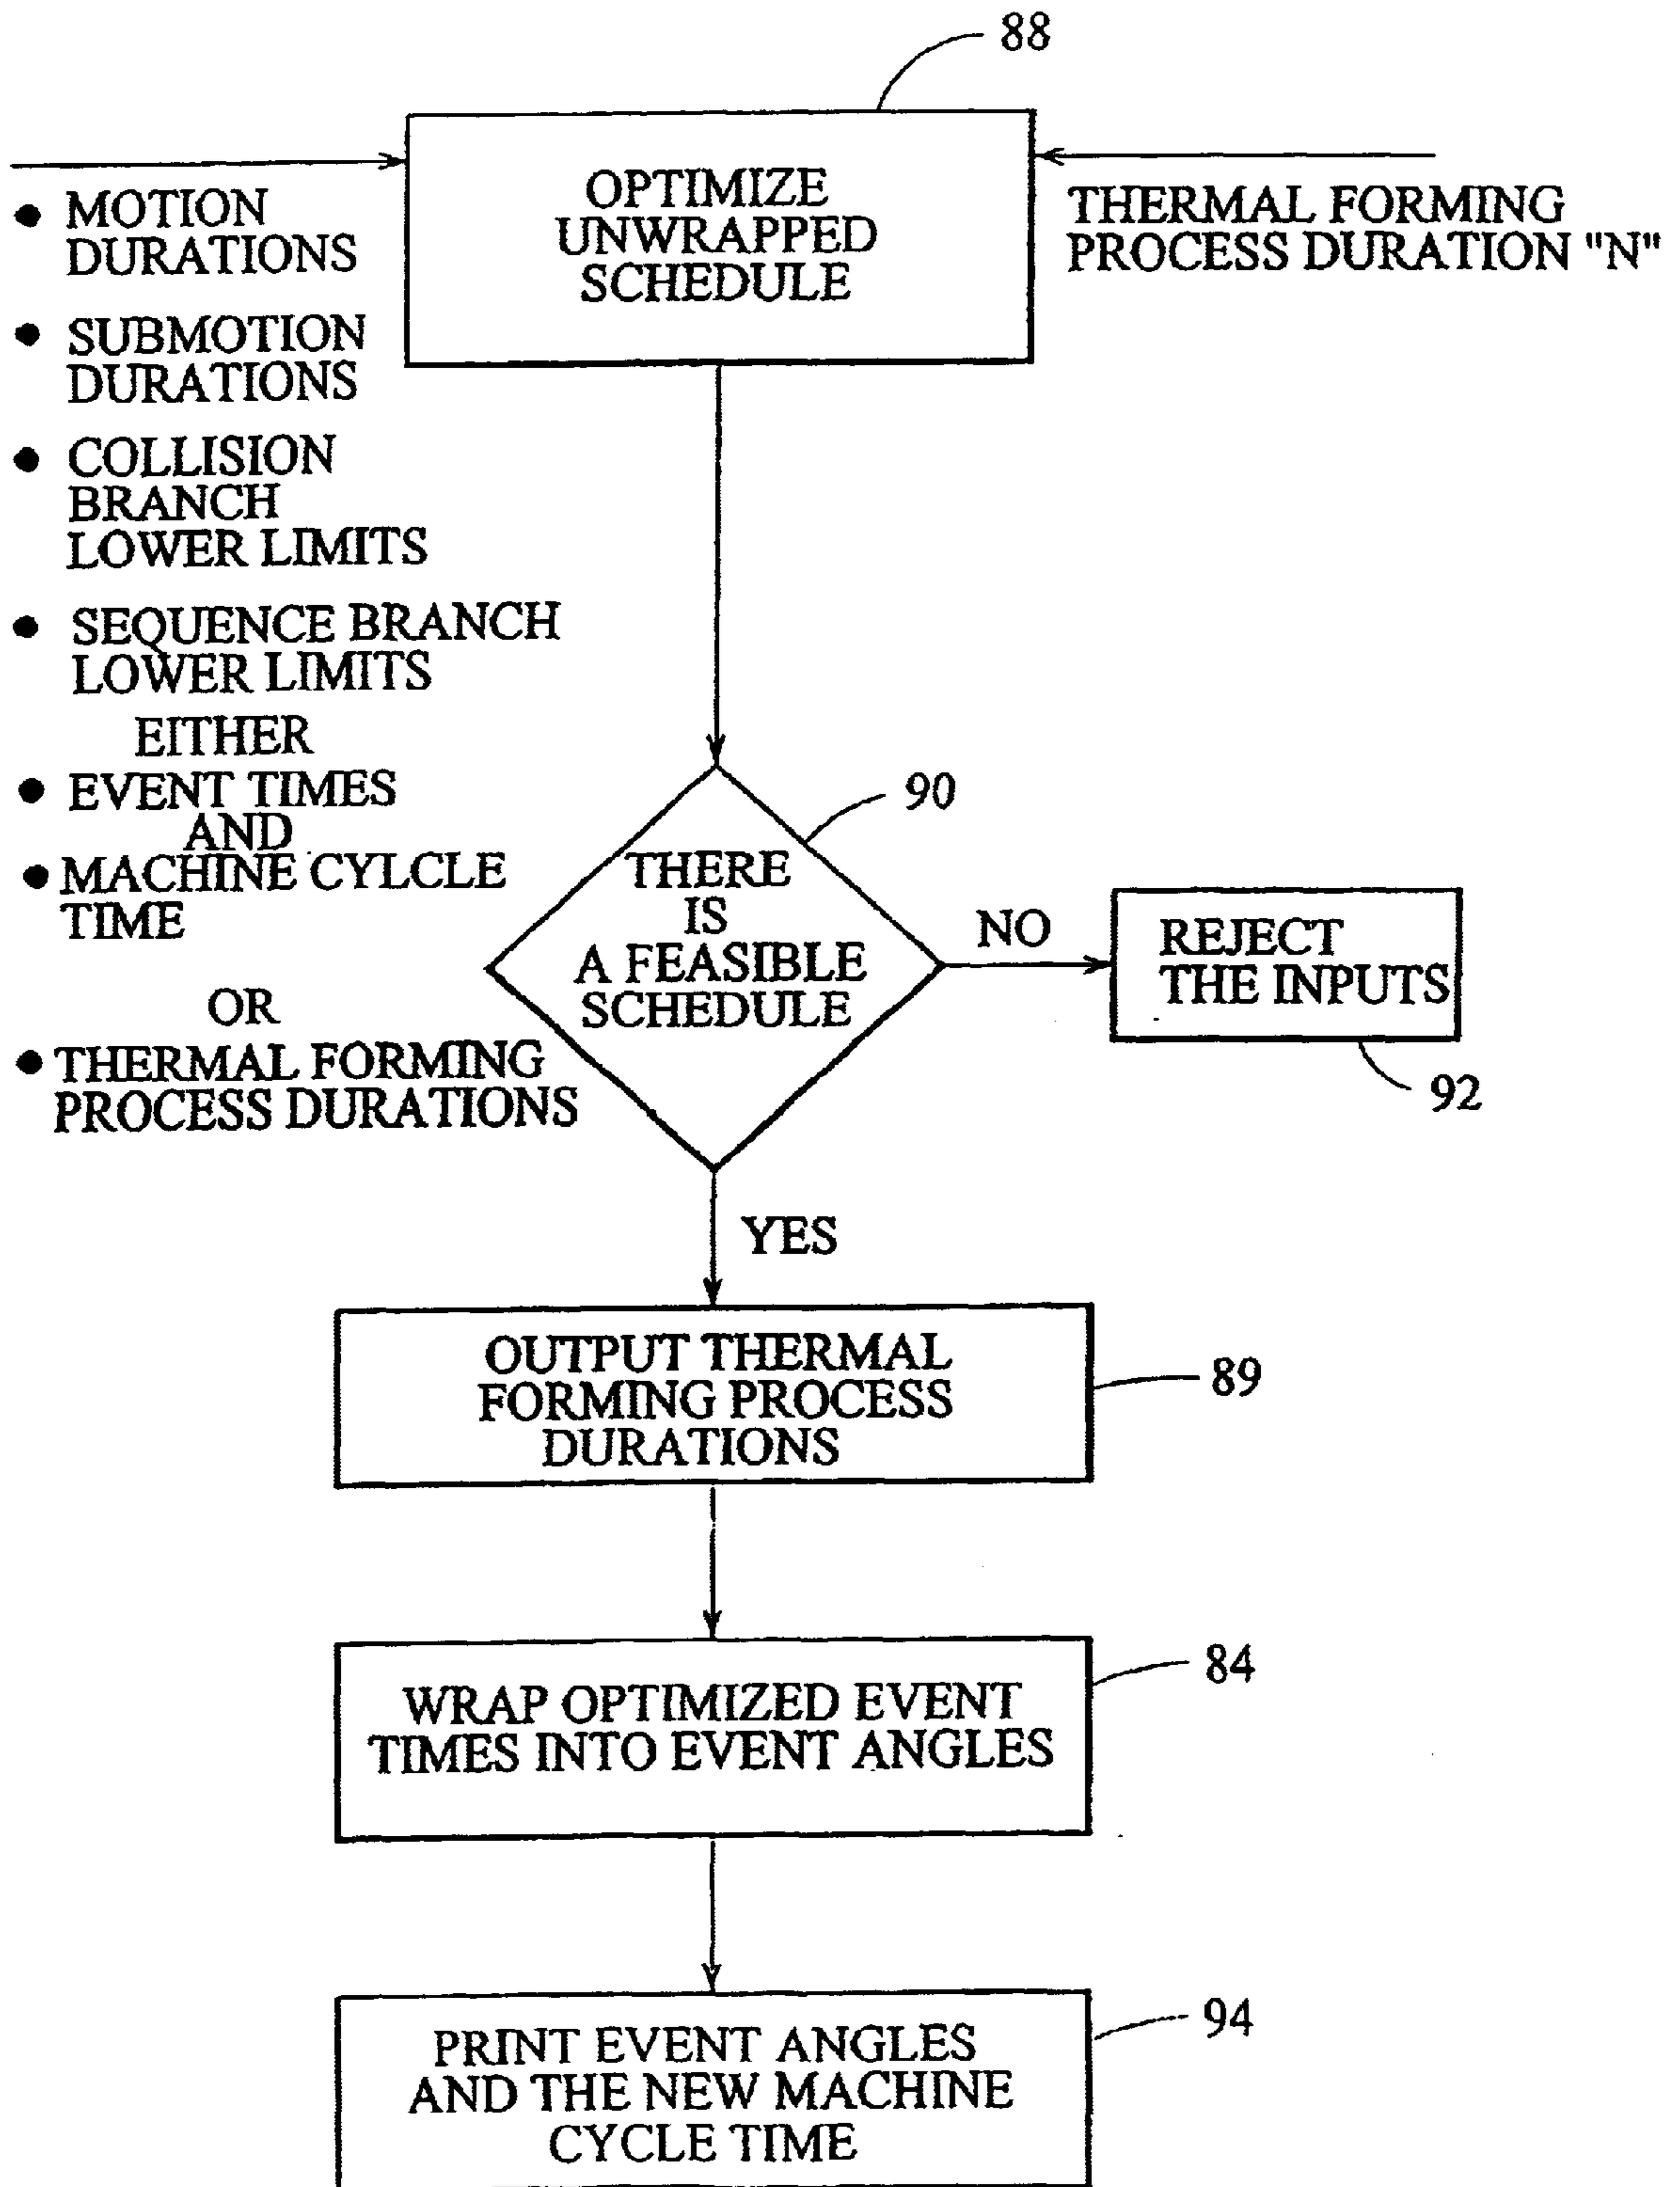 88
OPTIMIZE
UNWRAPPED
SCHEDULE
THERMAL FORMING
PROCESS DURATION "N"
● MOTION
DURATIONS
● SUBMOTION
DURATIONS
● COLLISION
BRANCH
LOWER LIMITS
● SEQUENCE BRANCH
LOWER LIMITS
EITHER
● EVENT TIMES
AND
● MACHINE CYLCLE
TIME
OR
● THERMAL FORMING
PROCESS DURATIONS
90
THERE
IS
A FEASIBLE
SCHEDULE
NO
REJECT
THE INPUTS
92
YES
OUTPUT THERMAL
FORMING PROCESS
DURATIONS
89
WRAP OPTIMIZED EVENT
TIMES INTO EVENT ANGLES
84
PRINT EVENT ANGLES
AND THE NEW MACHINE
CYCLE TIME
94